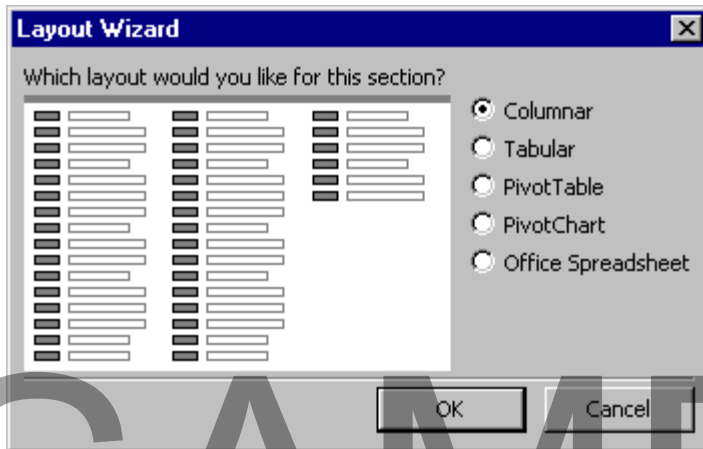 Layout Wizard
Which layout would you like for this section?
Columnar
Tabular
PivotTable
PivotChart
Office Spreadsheet
OK
Cancel